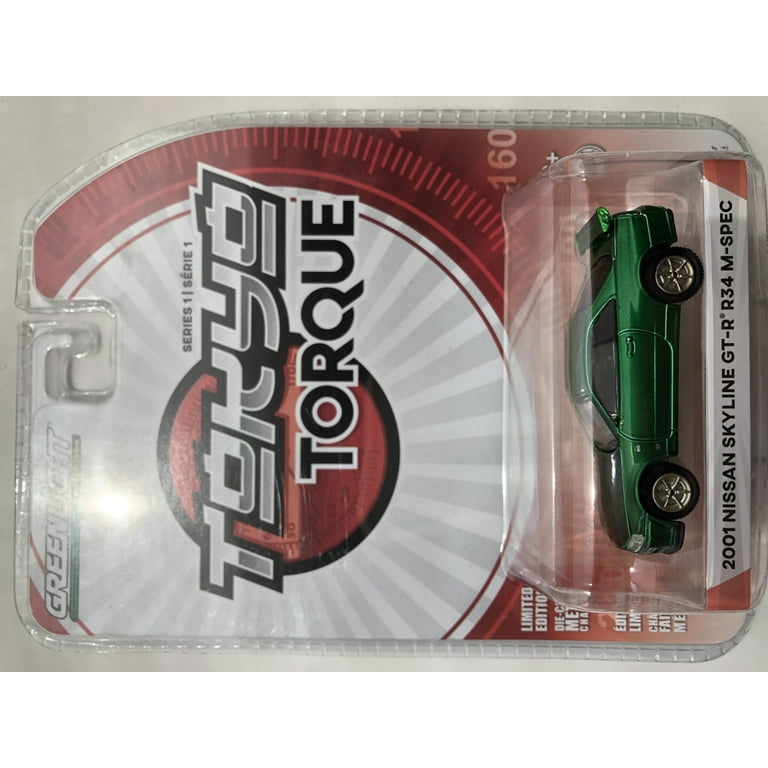 GREENLIGHT
SERIES 1 | SÉRIE 1
TOKYO
TORQUE
160
LIMITED
EDITION
2001 NISSAN SKYLINE GT-R® R34 M-SPEC